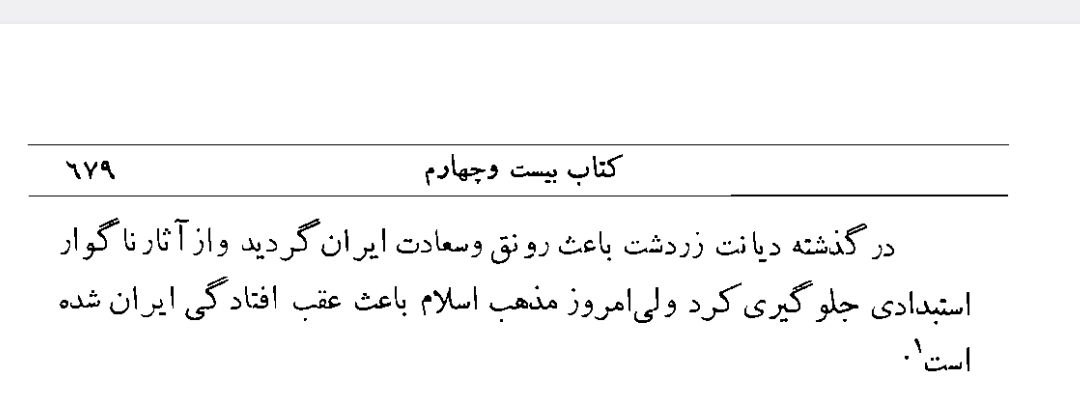 کتاب بیست وچهارم ۶۷۹
در گذشته دیانت زردشت باعث رونق وسعادت ایران گردید و از آثار ناگوار
استبدادی جلوگیری کرد ولی امروز مذهب اسلام باعث عقب افتادگی ایران شده
است۱.